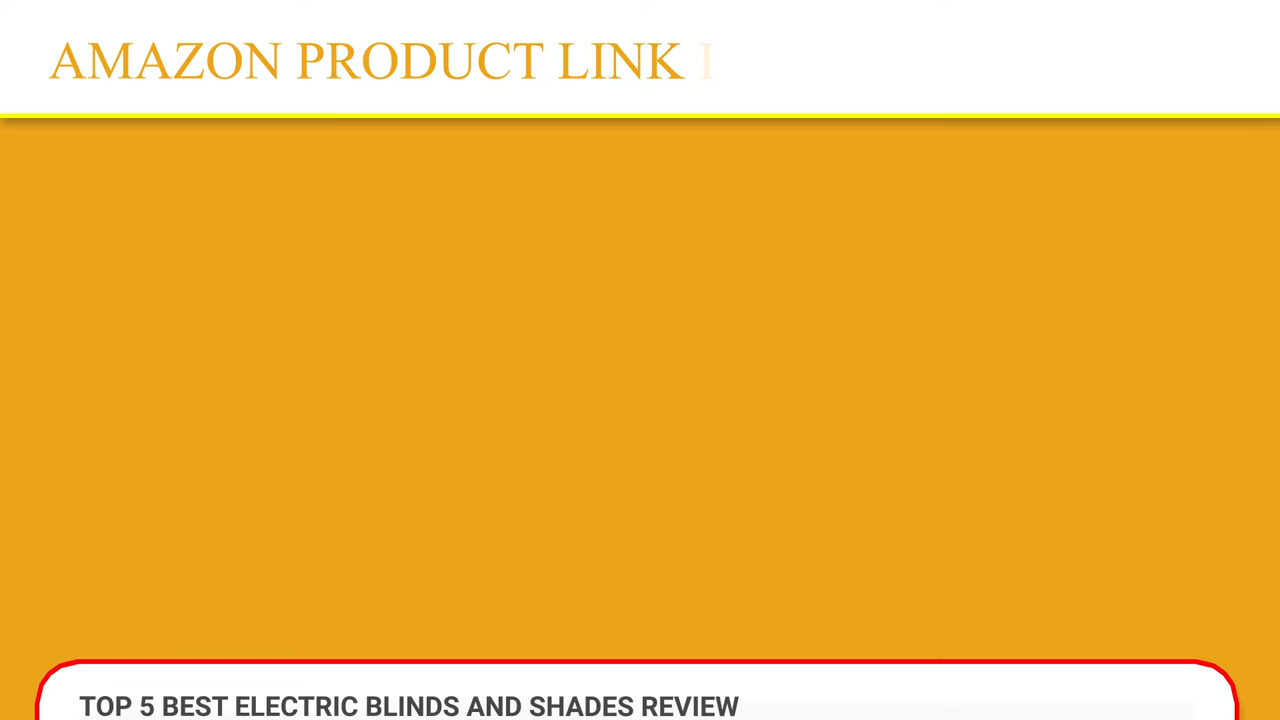 AMAZON PRODUCT LINK I
TOP 5 BEST ELECTRIC BLINDS AND SHADES REVIEW